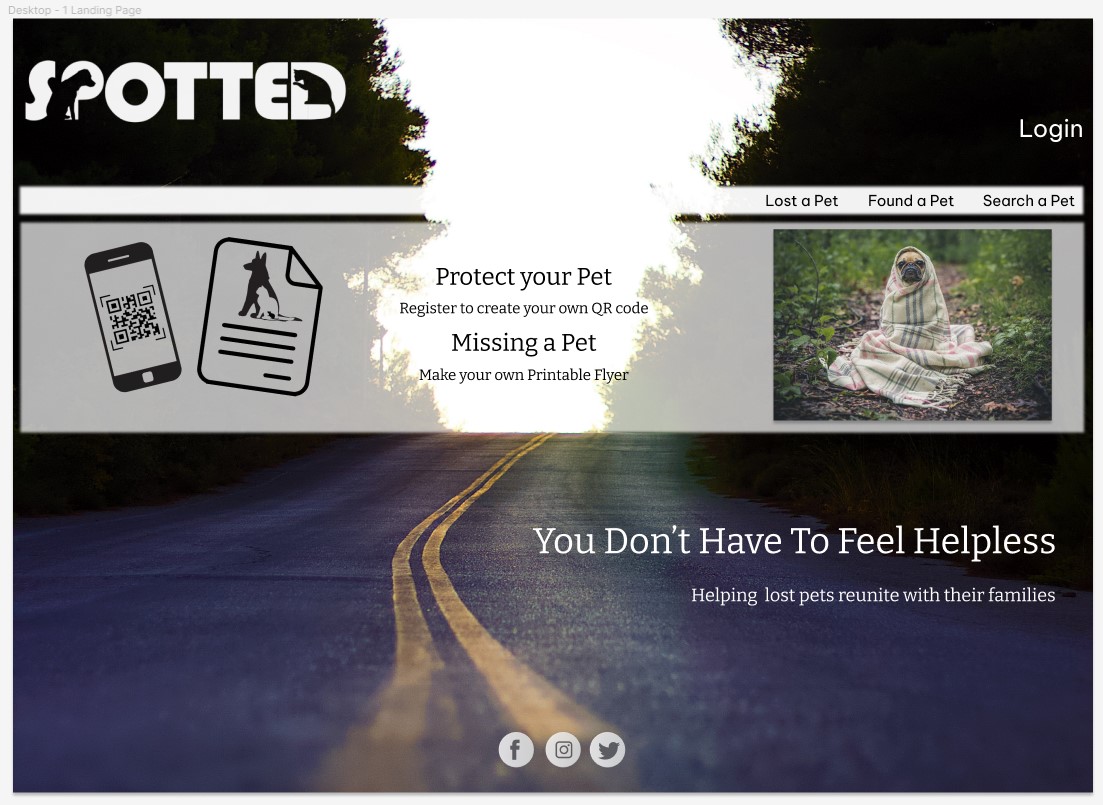 Desktop - 1 Landing Page
SPOTTED
Login
Lost a Pet Found a Pet Search a Pet
Protect your Pet
Register to create your own QR code
Missing a Pet
Make your own Printable Flyer
You Don’t Have To Feel Helpless
Helping lost pets reunite with their families